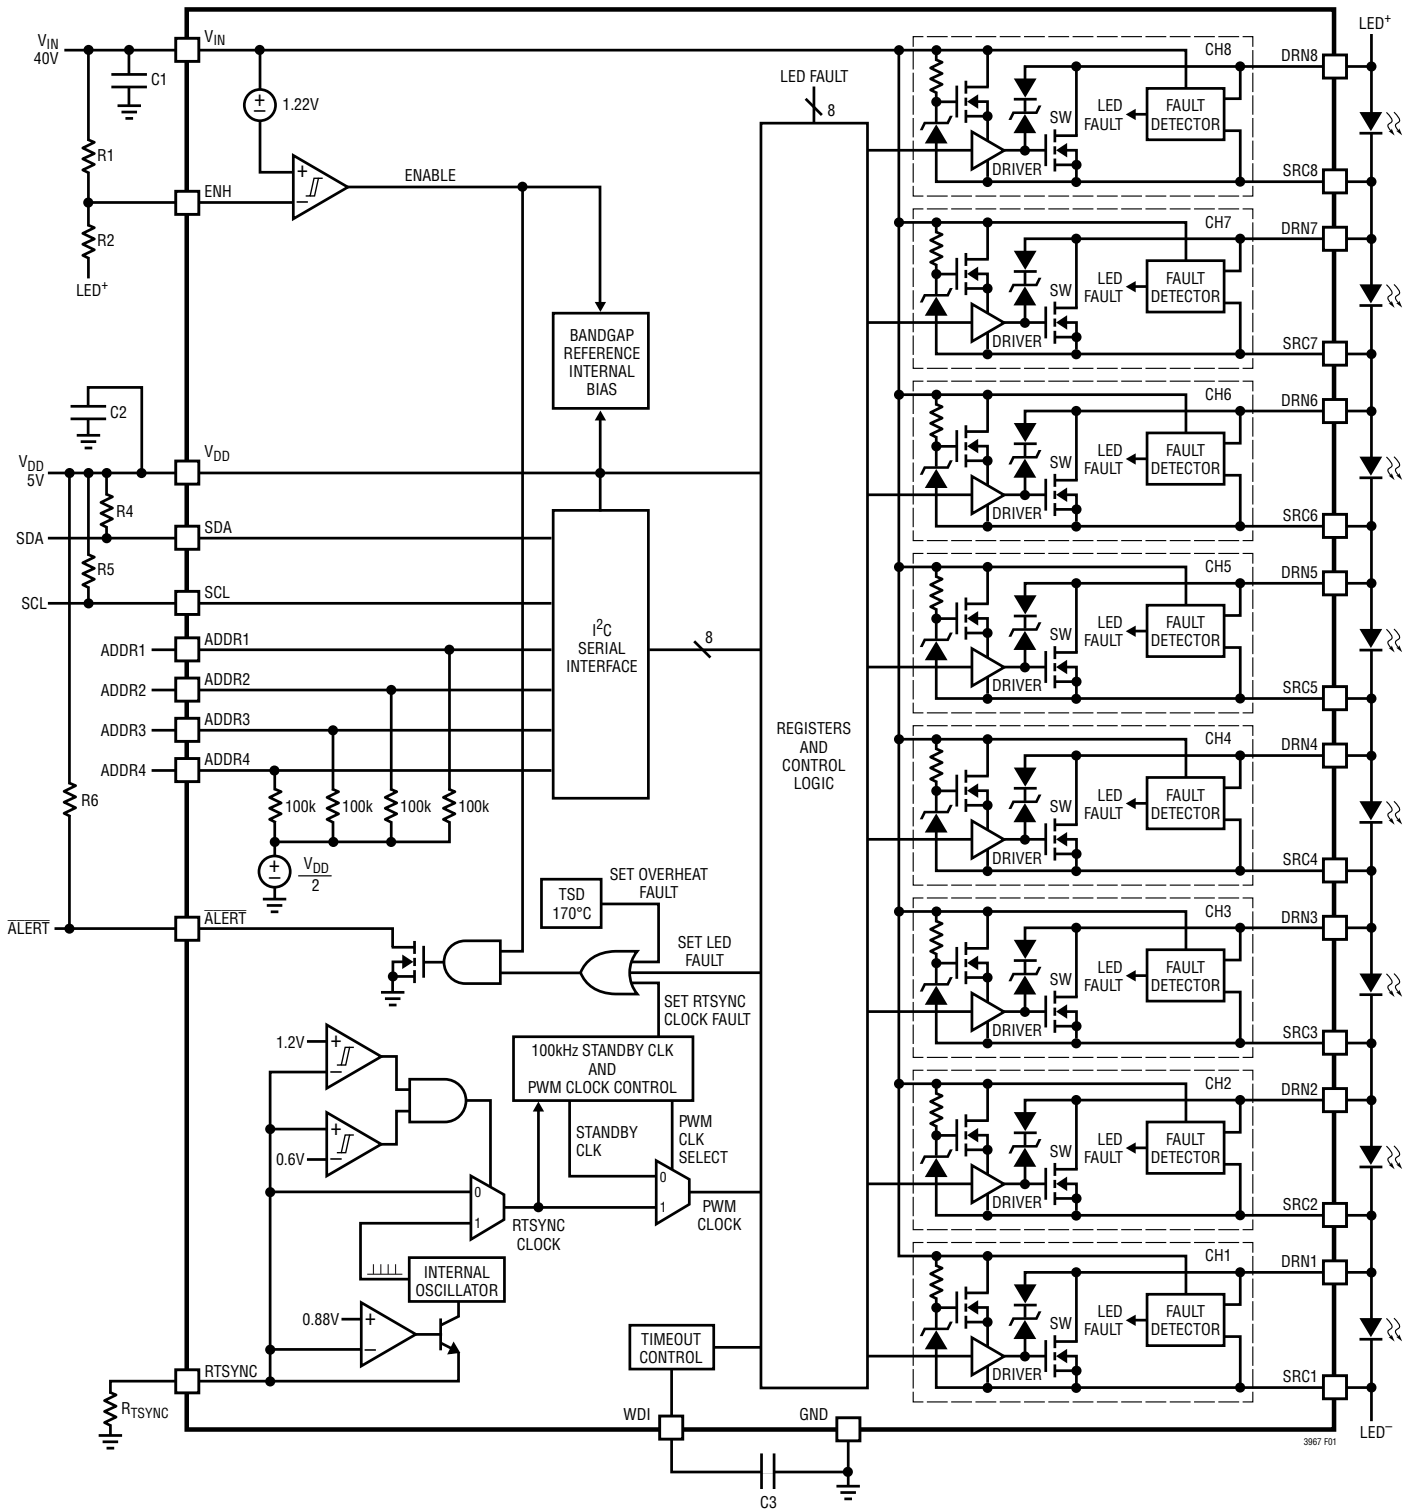 V_IN
40V
C1
R1
R2
LED+
V_IN
1.22V
ENH
ENABLE
BANDGAP
REFERENCE
INTERNAL
BIAS
C2
V_DD
5V
V_DD
R4
SDA
SDA
R5
SCL
SCL
ADDR1
ADDR1
ADDR2
ADDR2
ADDR3
ADDR3
ADDR4
ADDR4
R6
100k
100k
100k
100k
V_DD
2
I²C
SERIAL
INTERFACE
8
LED FAULT
8
REGISTERS
AND
CONTROL
LOGIC
TSD
170°C
SET OVERHEAT
FAULT
SET LED
FAULT
SET RTSYNC
CLOCK FAULT
ALERT
ALERT
1.2V
0.6V
100kHz STANDBY CLK
AND
PWM CLOCK CONTROL
STANDBY
CLK
PWM
CLK
SELECT
0
1
RTSYNC
CLOCK
0
1
PWM
CLOCK
INTERNAL
OSCILLATOR
0.88V
RTSYNC
R_TSYNC
TIMEOUT
CONTROL
WDI
GND
C3
LED+
CH8
DRN8
LED
FAULT
FAULT
DETECTOR
SW
DRIVER
SRC8
CH7
DRN7
LED
FAULT
FAULT
DETECTOR
SW
DRIVER
SRC7
CH6
DRN6
LED
FAULT
FAULT
DETECTOR
SW
DRIVER
SRC6
CH5
DRN5
LED
FAULT
FAULT
DETECTOR
SW
DRIVER
SRC5
CH4
DRN4
LED
FAULT
FAULT
DETECTOR
SW
DRIVER
SRC4
CH3
DRN3
LED
FAULT
FAULT
DETECTOR
SW
DRIVER
SRC3
CH2
DRN2
LED
FAULT
FAULT
DETECTOR
SW
DRIVER
SRC2
CH1
DRN1
LED
FAULT
FAULT
DETECTOR
SW
DRIVER
SRC1
LED−
3967 F01